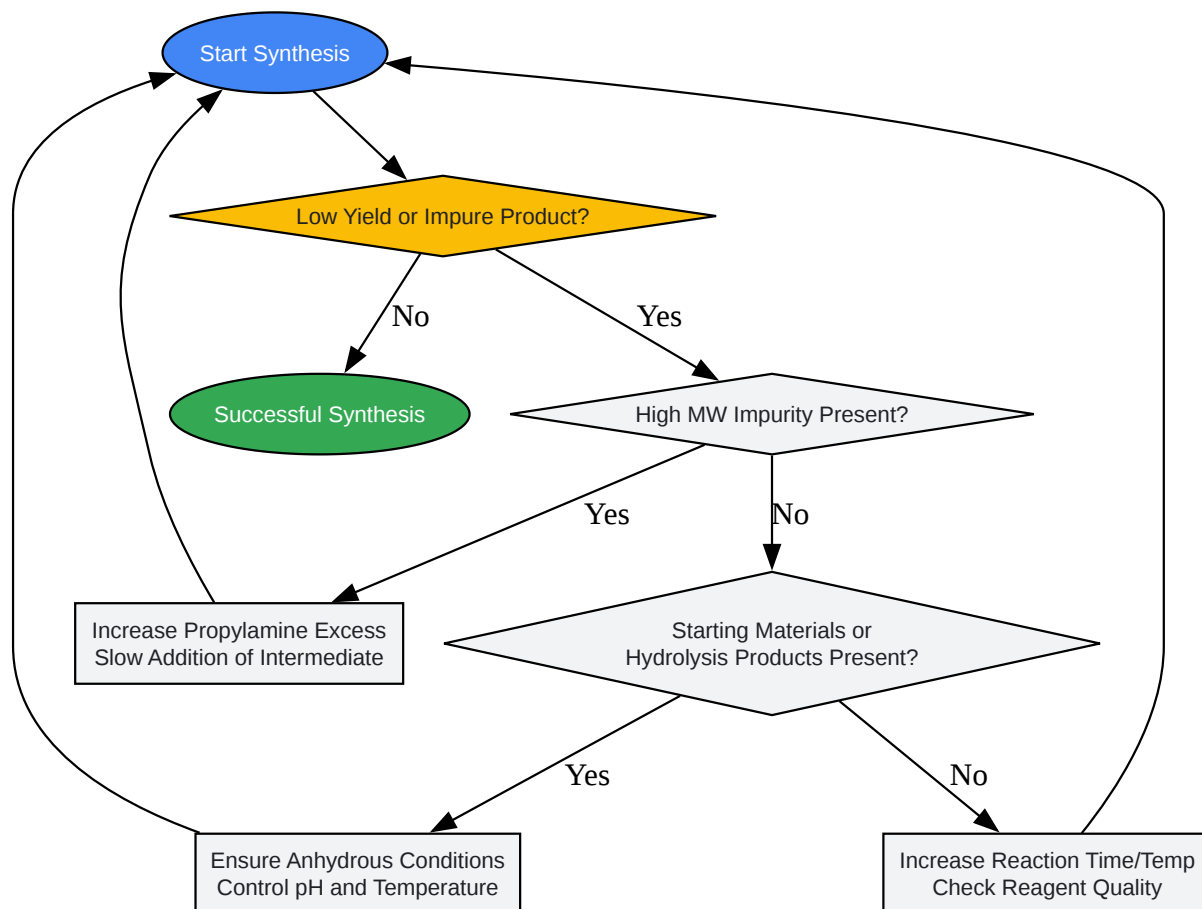 Start Synthesis
Low Yield or Impure Product?
No
Yes
Successful Synthesis
High MW Impurity Present?
Yes
No
Increase Propylamine Excess
Slow Addition of Intermediate
Starting Materials or
Hydrolysis Products Present?
Yes
No
Ensure Anhydrous Conditions
Control pH and Temperature
Increase Reaction Time/Temp
Check Reagent Quality